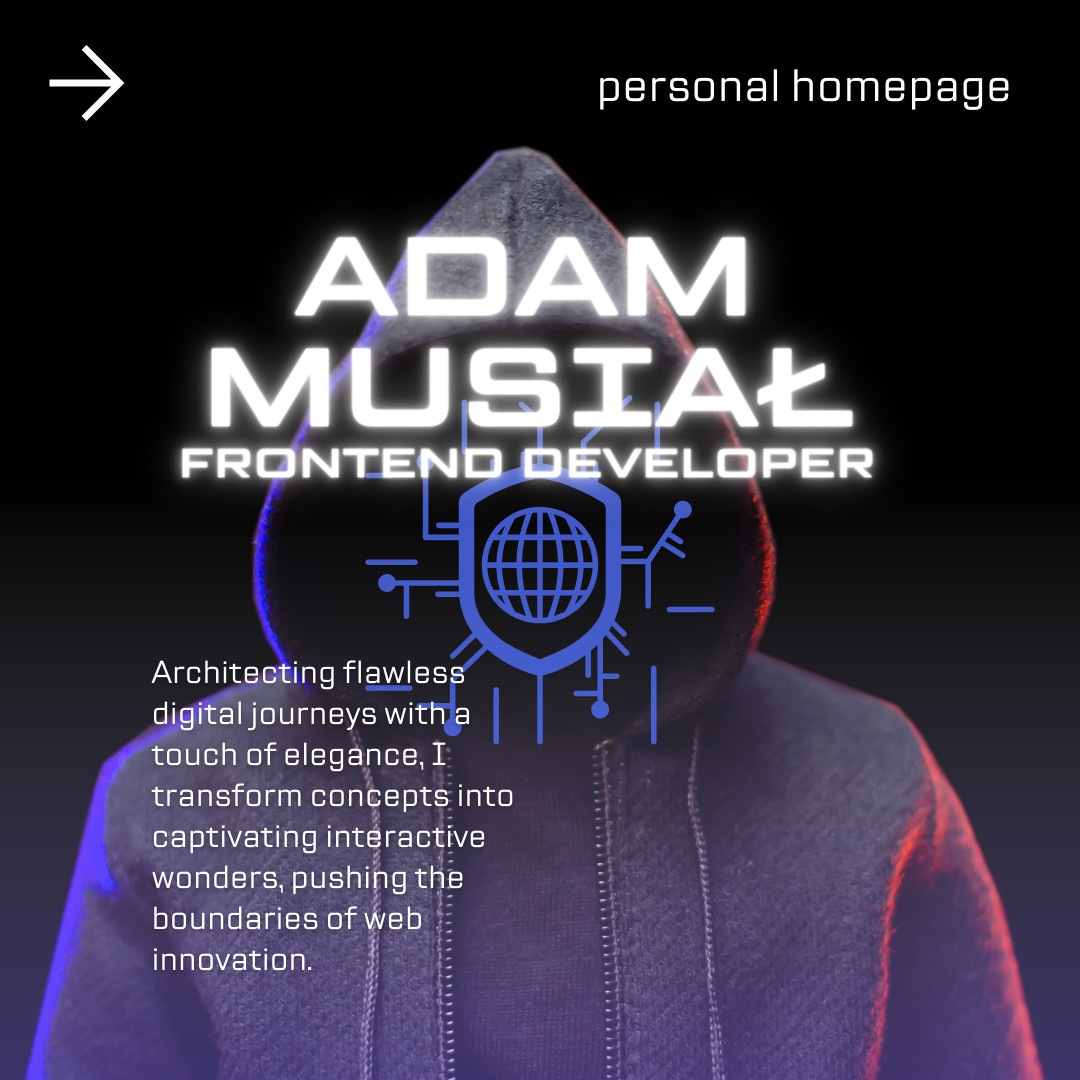 personal homepage
ADAM
MUSIAŁ
FRONTEND DEVELOPER
Architecting flawless
digital journeys with a
touch of elegance, I
transform concepts into
captivating interactive
wonders, pushing the
boundaries of web
innovation.